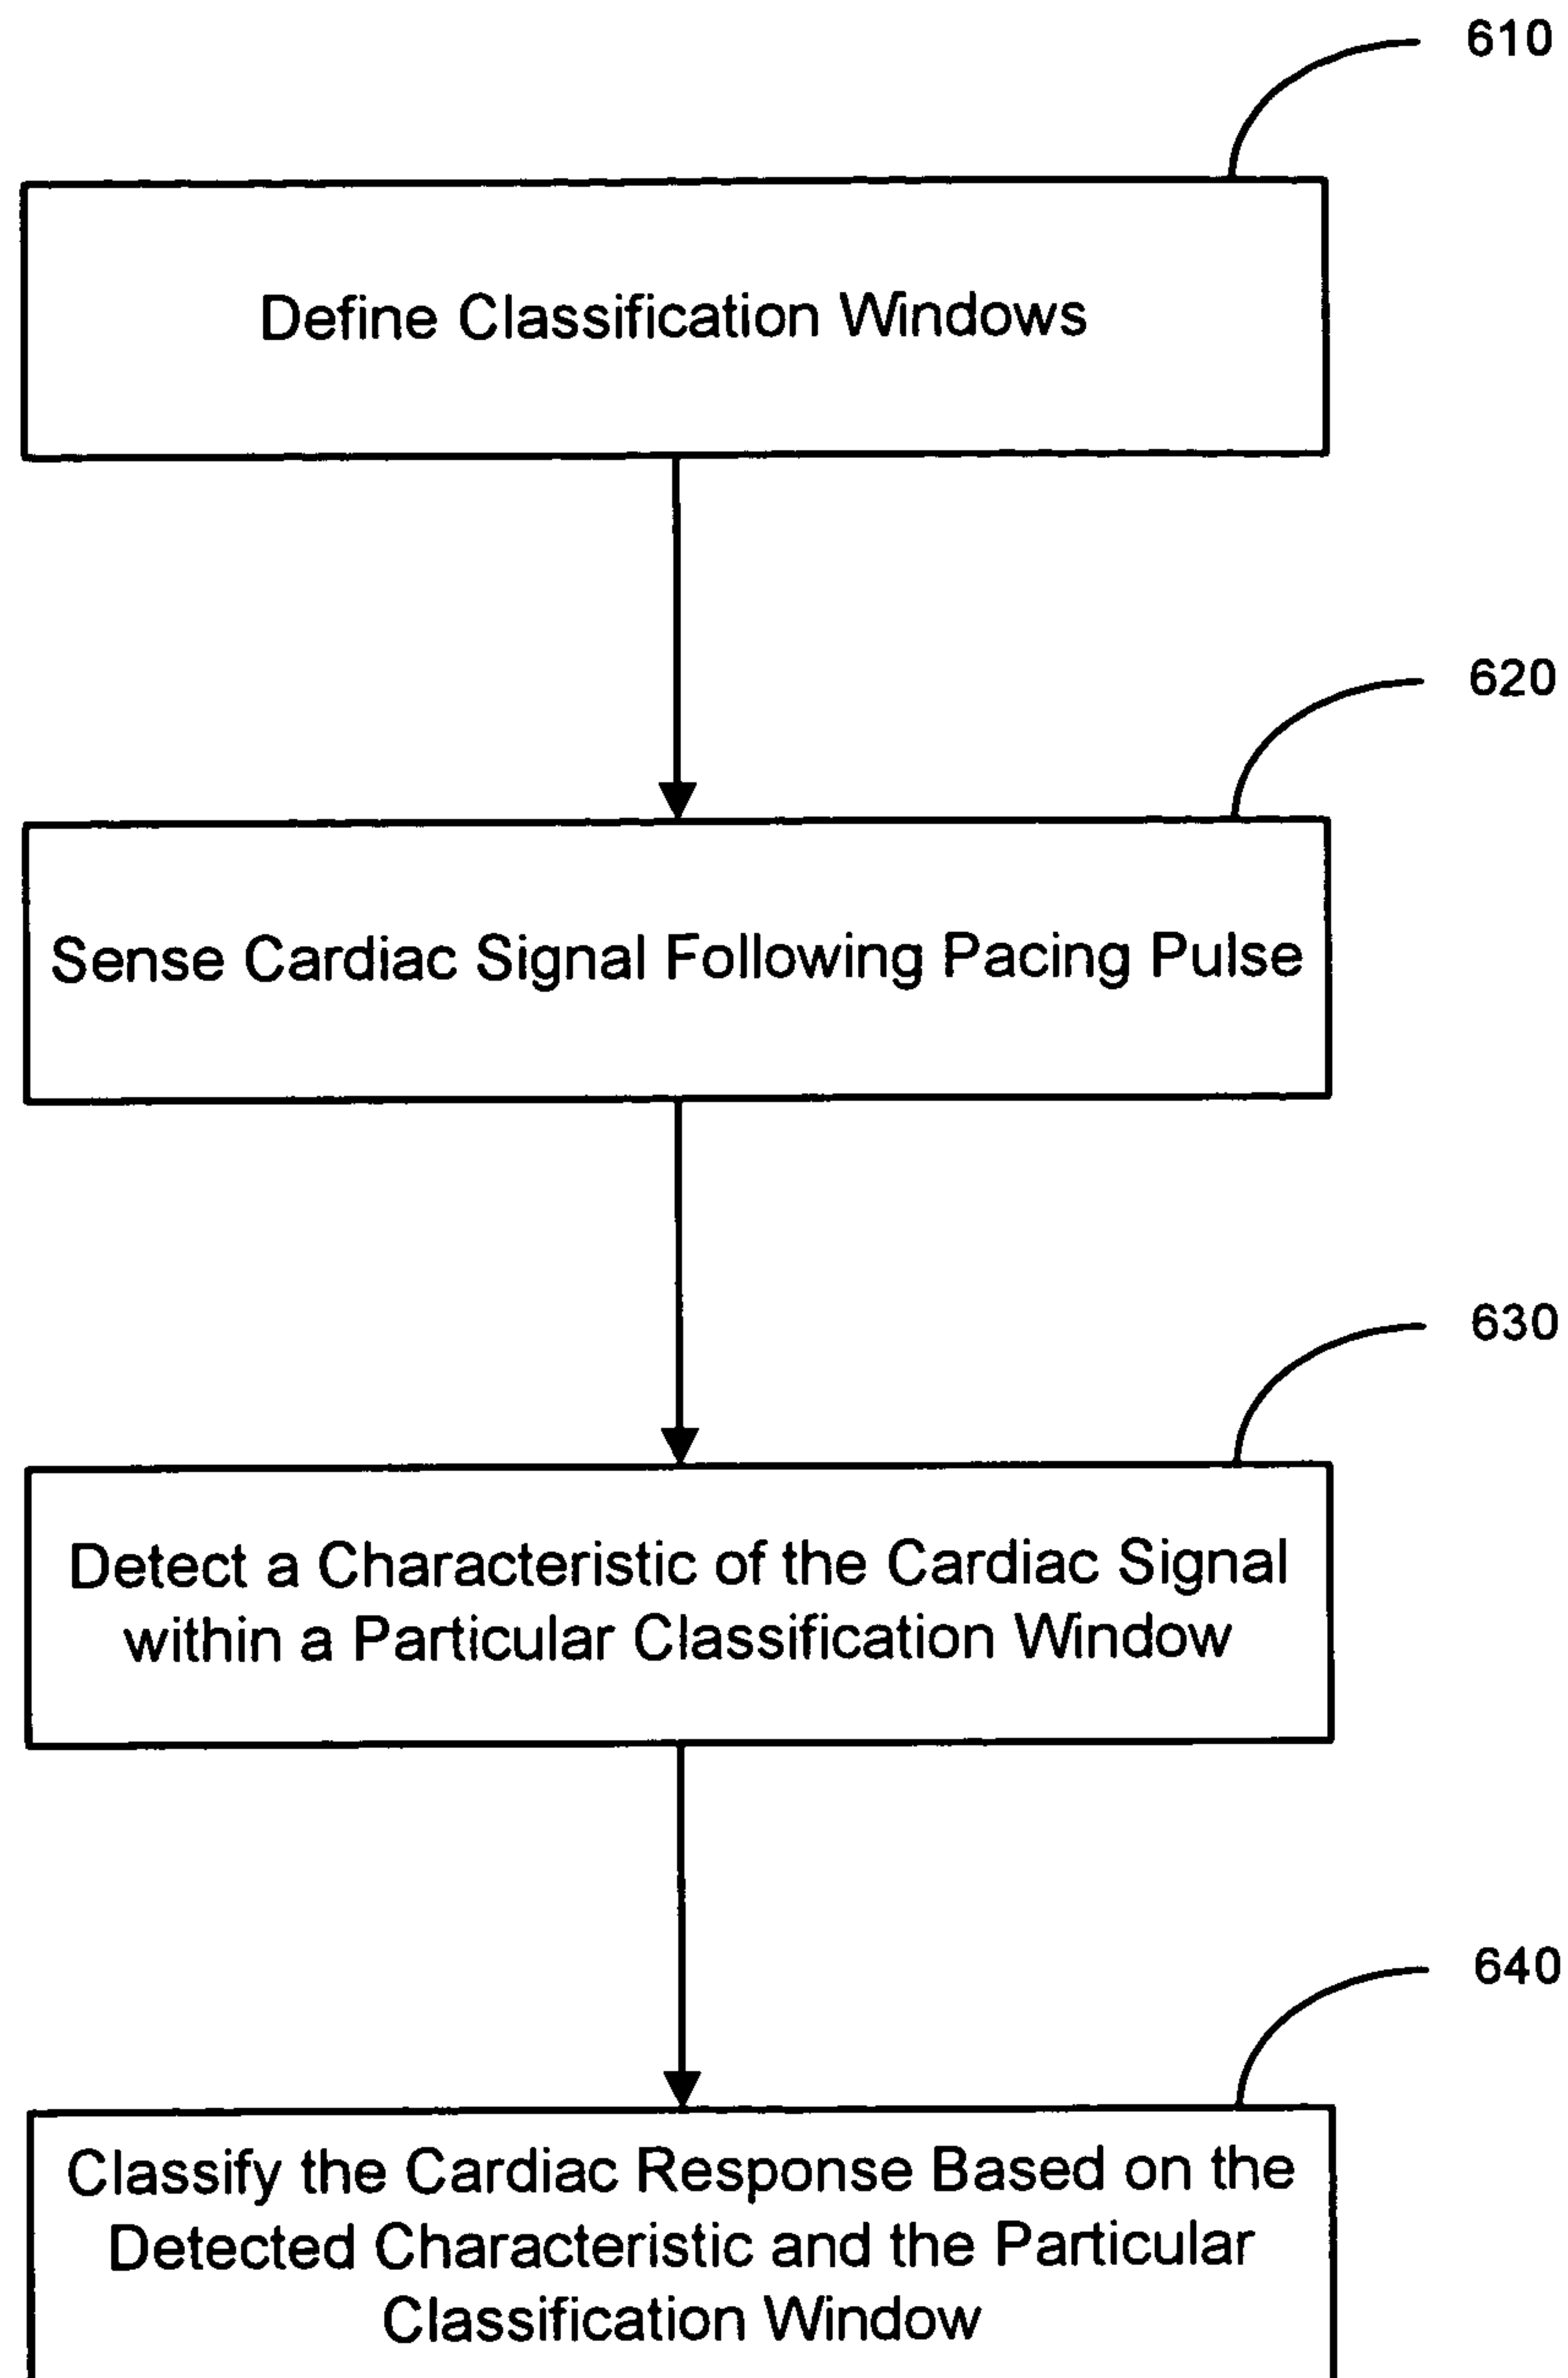 610
Define Classification Windows
620
Sense Cardiac Signal Following Pacing Pulse
630
Detect a Characteristic of the Cardiac Signal
within a Particular Classification Window
640
Classify the Cardiac Response Based on the
Detected Characteristic and the Particular
Classification Window